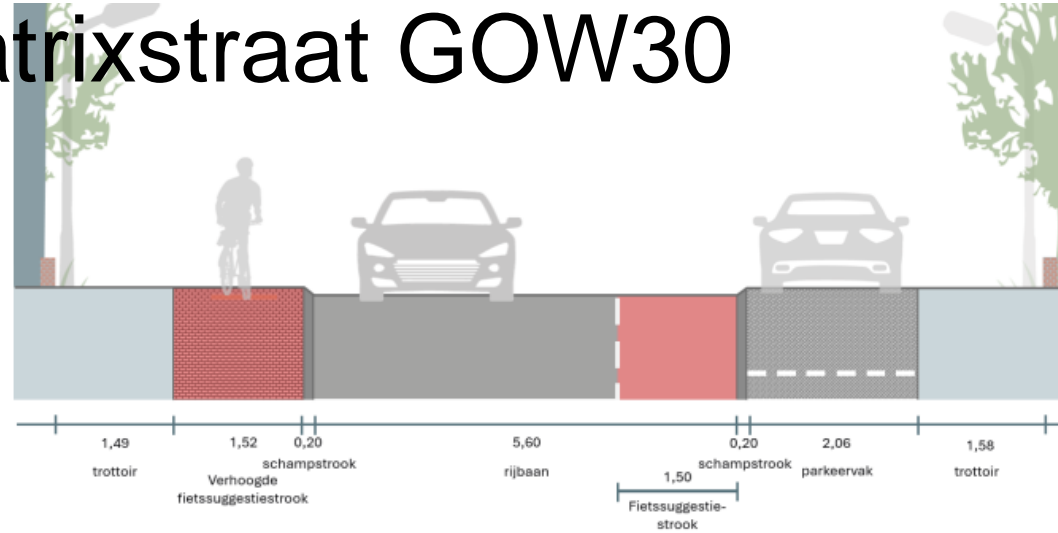 atrixstraat GOW30
1,49
1,52
0,20
5,60
0,20
2,06
1,58
trottoir
Verhoogde
fietssuggestiestrook
schampstrook
rijbaan
1,50
Fietssuggestie-
strook
schampstrook
parkeervak
trottoir